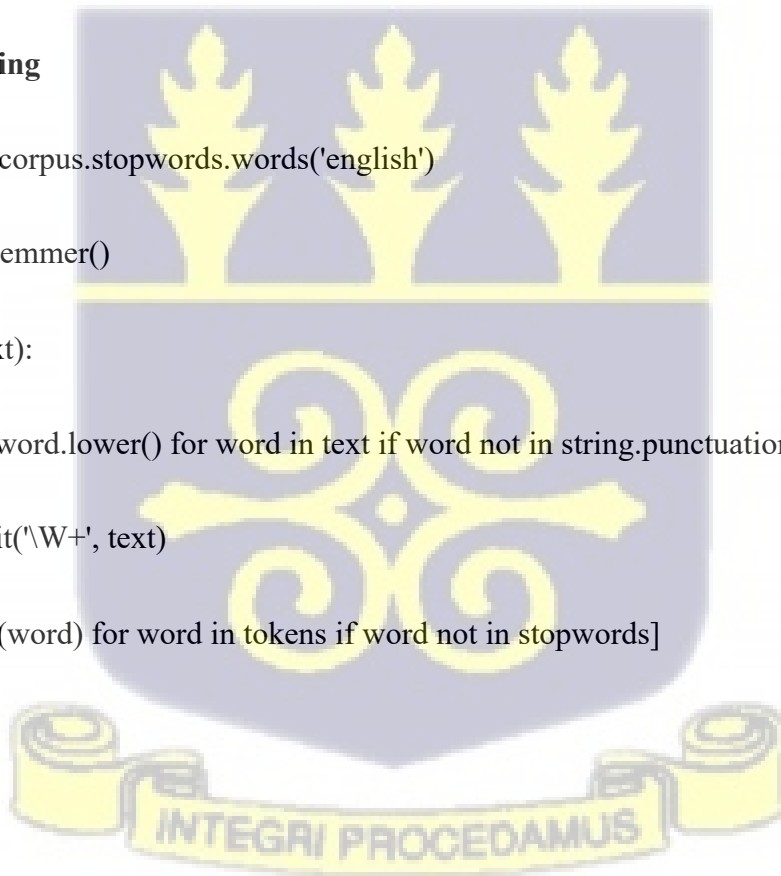 ing
corpus.stopwords.words('english')
emmer()
xt):
word.lower() for word in text if word not in string.punctuation
it('\W+', text)
(word) for word in tokens if word not in stopwords]
INTEGRI PROCEDAMUS